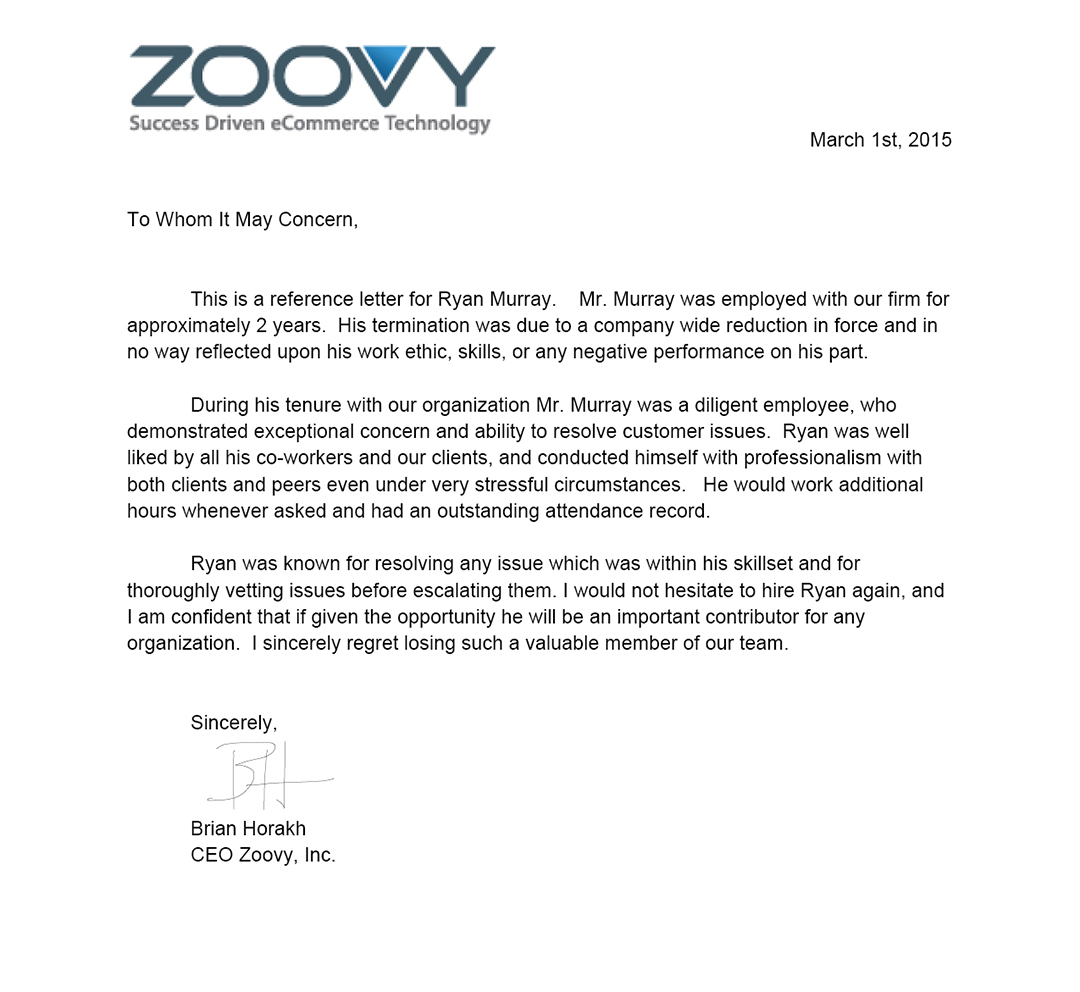 ZOOVY
Success Driven eCommerce Technology
March 1st, 2015
To Whom It May Concern,
This is a reference letter for Ryan Murray.    Mr. Murray was employed with our firm for
approximately 2 years.  His termination was due to a company wide reduction in force and in
no way reflected upon his work ethic, skills, or any negative performance on his part.
During his tenure with our organization Mr. Murray was a diligent employee, who
demonstrated exceptional concern and ability to resolve customer issues.  Ryan was well
liked by all his co-workers and our clients, and conducted himself with professionalism with
both clients and peers even under very stressful circumstances.   He would work additional
hours whenever asked and had an outstanding attendance record.
Ryan was known for resolving any issue which was within his skillset and for
thoroughly vetting issues before escalating them. I would not hesitate to hire Ryan again, and
I am confident that if given the opportunity he will be an important contributor for any
organization.  I sincerely regret losing such a valuable member of our team.
Sincerely,
BH
Brian Horakh
CEO Zoovy, Inc.